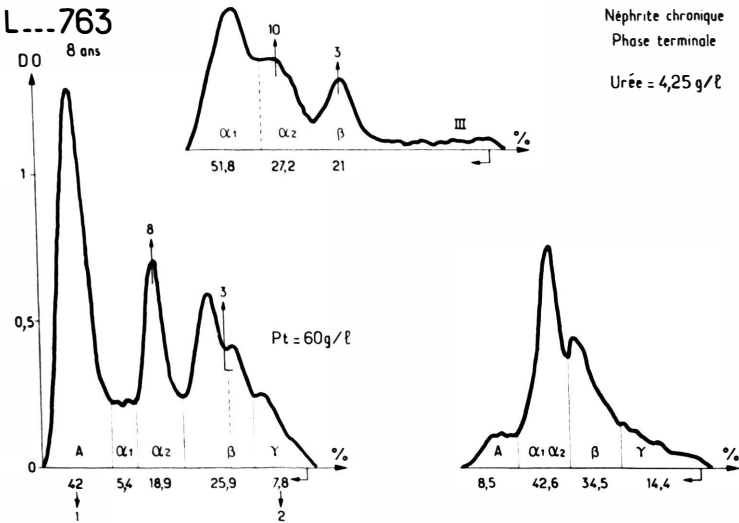 L...763
8 ans
DO
1
0,5
0
A α1 α2 β γ %
42 5,4 18,9 25,9 7,8
1 2
8
3
Pt = 60g/ℓ
10
3
III
α1 α2 β %
51,8 27,2 21
Néphrite chronique
Phase terminale
Urée = 4,25 g/ℓ
A α1 α2 β γ %
8,5 42,6 34,5 14,4